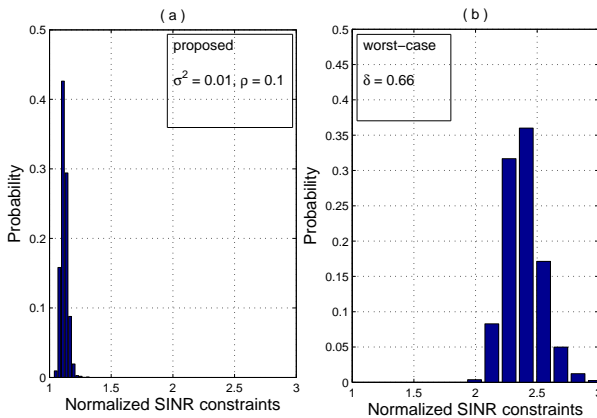 ( a )
0.5
0.4
0.3
0.2
0.1
0
Probability
proposed
σ² = 0.01, ρ = 0.1
1
1.5
2
2.5
3
Normalized SINR constraints
( b )
0.5
0.45
0.4
0.35
0.3
0.25
0.2
0.15
0.1
0.05
0
Probability
worst−case
δ = 0.66
1
1.5
2
2.5
3
Normalized SINR constraints